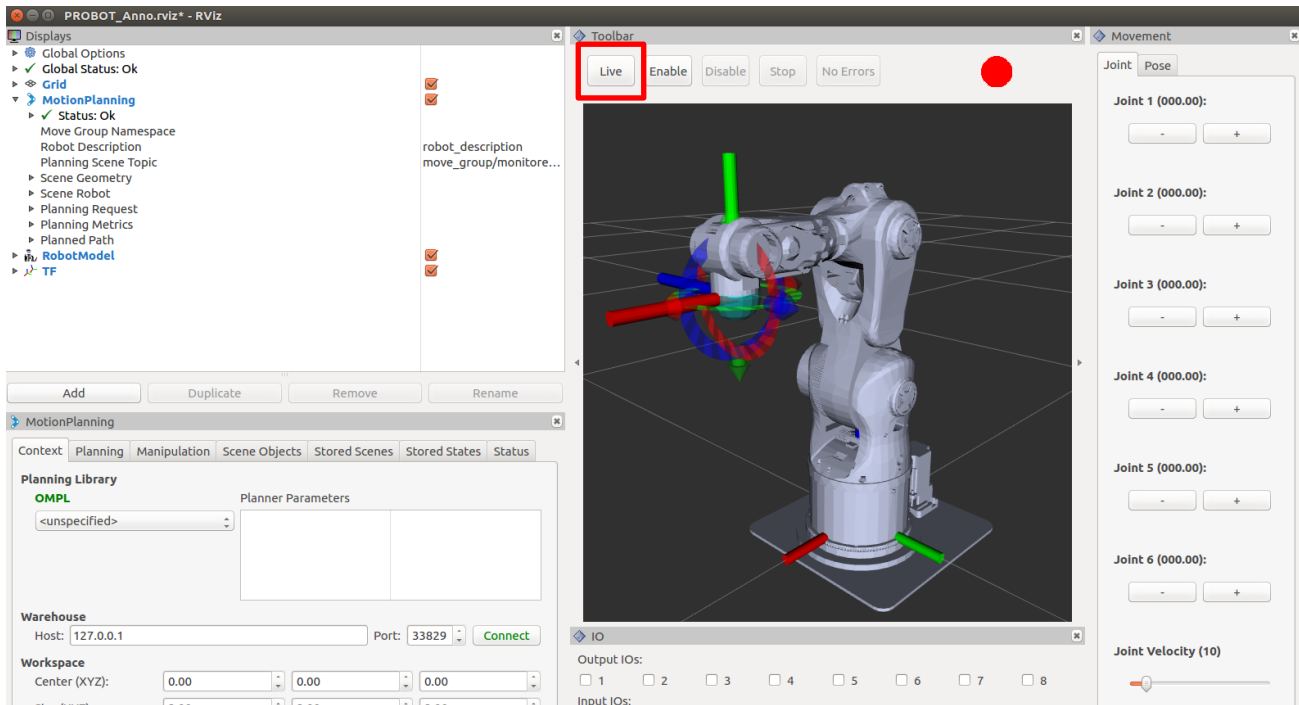 PROBOT_Anno.rviz* - RViz
Displays
Global Options
Global Status: Ok
Grid
MotionPlanning
Status: Ok
Move Group Namespace
Robot Description robot_description
Planning Scene Topic move_group/monitore...
Scene Geometry
Scene Robot
Planning Request
Planning Metrics
Planned Path
RobotModel
TF
Add Duplicate Remove Rename
MotionPlanning
Context Planning Manipulation Scene Objects Stored Scenes Stored States Status
Planning Library
OMPL Planner Parameters
<unspecified>
Warehouse
Host: 127.0.0.1 Port: 33829 Connect
Workspace
Center (XYZ): 0.00 0.00 0.00
Toolbar
Live Enable Disable Stop No Errors
IO
Output IOs:
1 2 3 4 5 6 7 8
Input IOs:
Movement
Joint Pose
Joint 1 (000.00):
- +
Joint 2 (000.00):
- +
Joint 3 (000.00):
- +
Joint 4 (000.00):
- +
Joint 5 (000.00):
- +
Joint 6 (000.00):
- +
Joint Velocity (10)